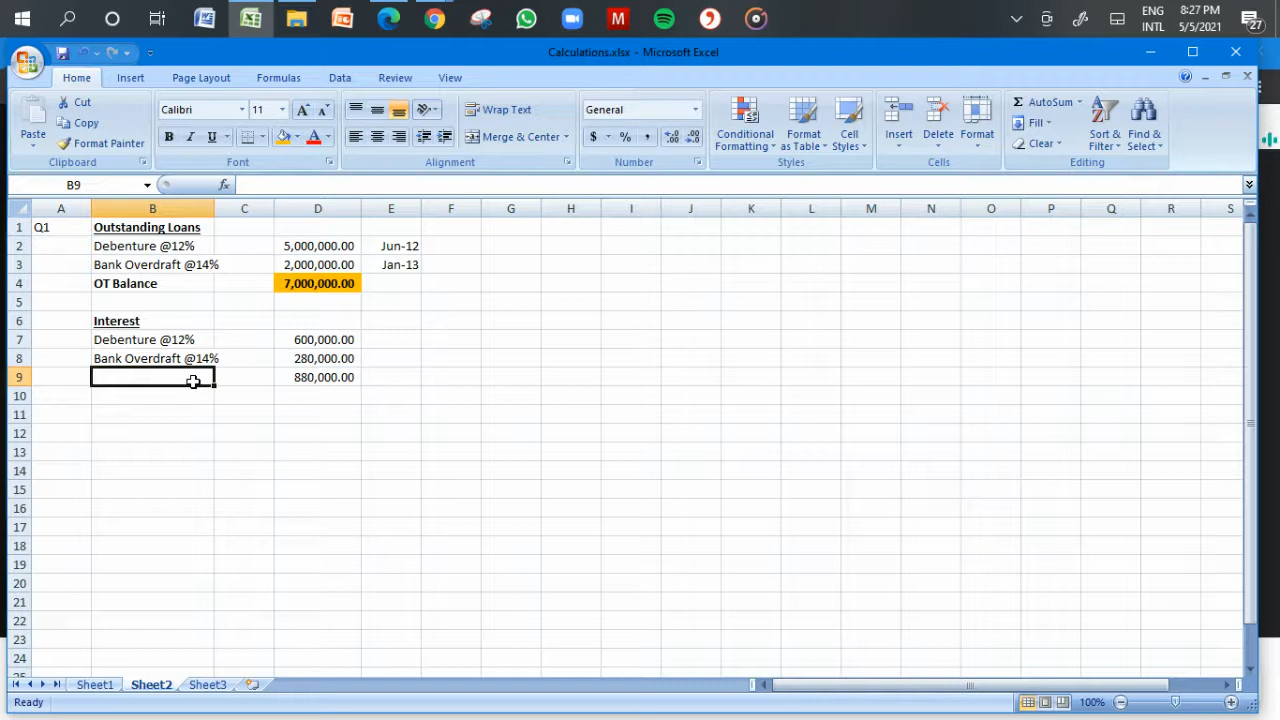 ENG
INTL
8:27 PM
5/5/2021
27
Calculations.xlsx - Microsoft Excel
Home Insert Page Layout Formulas Data Review View
Paste
Cut
Copy
Format Painter
Clipboard
Calibri 11
B I U
Font
Wrap Text
Merge & Center
Alignment
General
$ % ,
Number
Conditional Formatting
Format as Table
Cell Styles
Styles
Insert Delete Format
Cells
AutoSum
Fill
Clear
Sort & Filter
Find & Select
Editing
B9 fx
A B C D E F G H I J K L M N O P Q R S
1 Q1 Outstanding Loans
2 Debenture @12% 5,000,000.00 Jun-12
3 Bank Overdraft @14% 2,000,000.00 Jan-13
4 OT Balance 7,000,000.00
5
6 Interest
7 Debenture @12% 600,000.00
8 Bank Overdraft @14% 280,000.00
9 880,000.00
10
11
12
13
14
15
16
17
18
19
20
21
22
23
24
Sheet1 Sheet2 Sheet3
Ready 100%